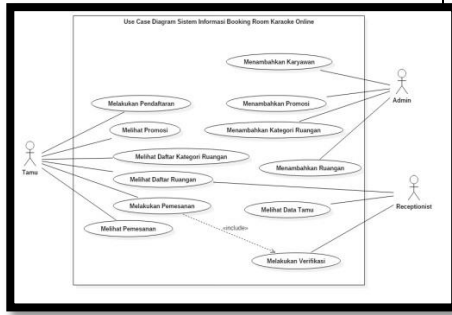 Use Case Diagram Sistem Informasi Booking Room Karaoke Online
Menambahkan Karyawan
Admin
Melakukan Pendaftaran
Menambahkan Promosi
Melihat Promosi
Menambahkan Kategori Ruangan
Tamu
Melihat Daftar Kategori Ruangan
Menambahkan Ruangan
Melihat Daftar Ruangan
Receptionist
Melakukan Pemesanan
Melihat Data Tamu
Melihat Pemesanan
«include»
Melakukan Verifikasi